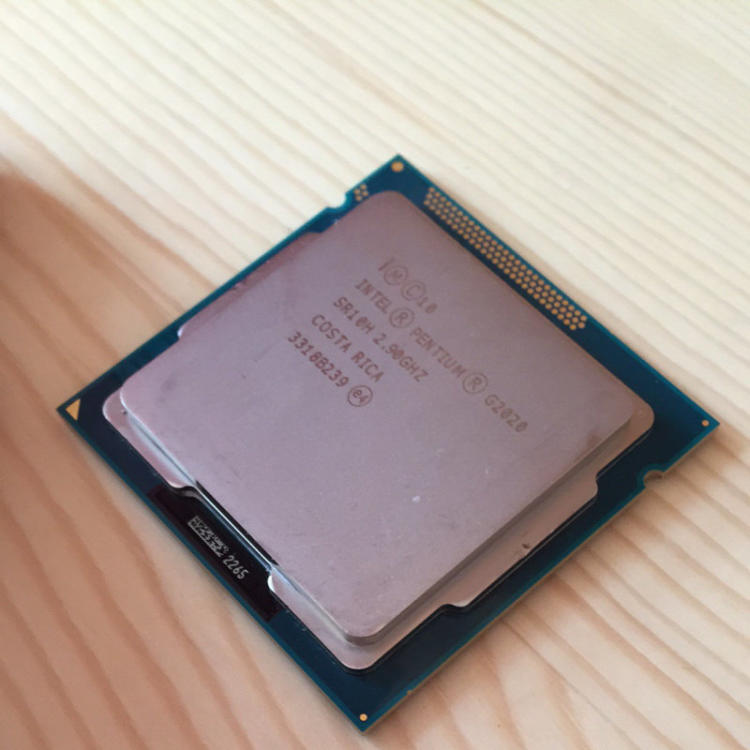 i Ⓜ Ⓒ 10
INTEL® PENTIUM® G2020
SR10H 2.90GHZ
COSTA RICA
3318B239 e4
2265